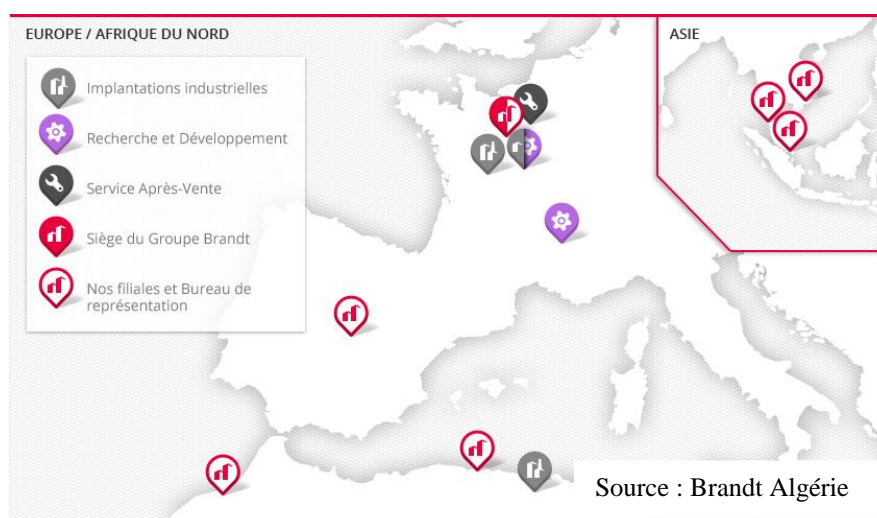 EUROPE / AFRIQUE DU NORD
ASIE
Implantations industrielles
Recherche et Développement
Service Après-Vente
Siège du Groupe Brandt
Nos filiales et Bureau de
représentation
Source : Brandt Algérie